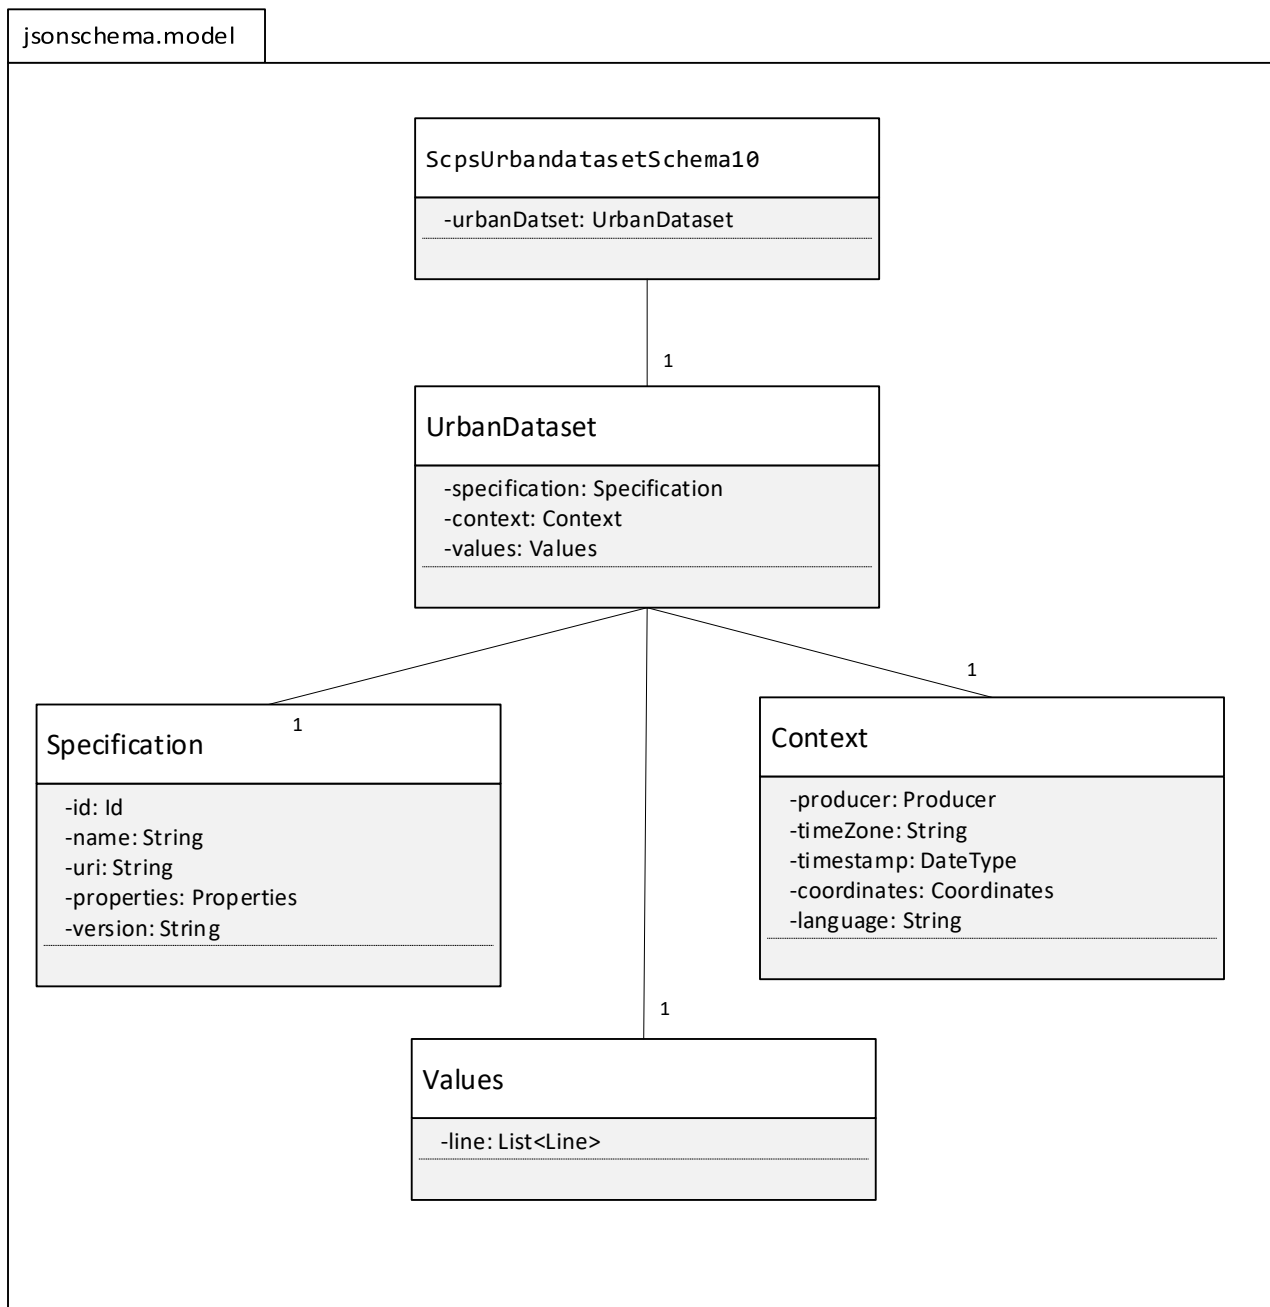 jsonschema.model
ScpsUrbandatasetSchema10
-urbanDatset: UrbanDataset
1
UrbanDataset
-specification: Specification
-context: Context
-values: Values
1
1
Specification
-id: Id
-name: String
-uri: String
-properties: Properties
-version: String
Context
-producer: Producer
-timeZone: String
-timestamp: DateType
-coordinates: Coordinates
-language: String
1
Values
-line: List<Line>